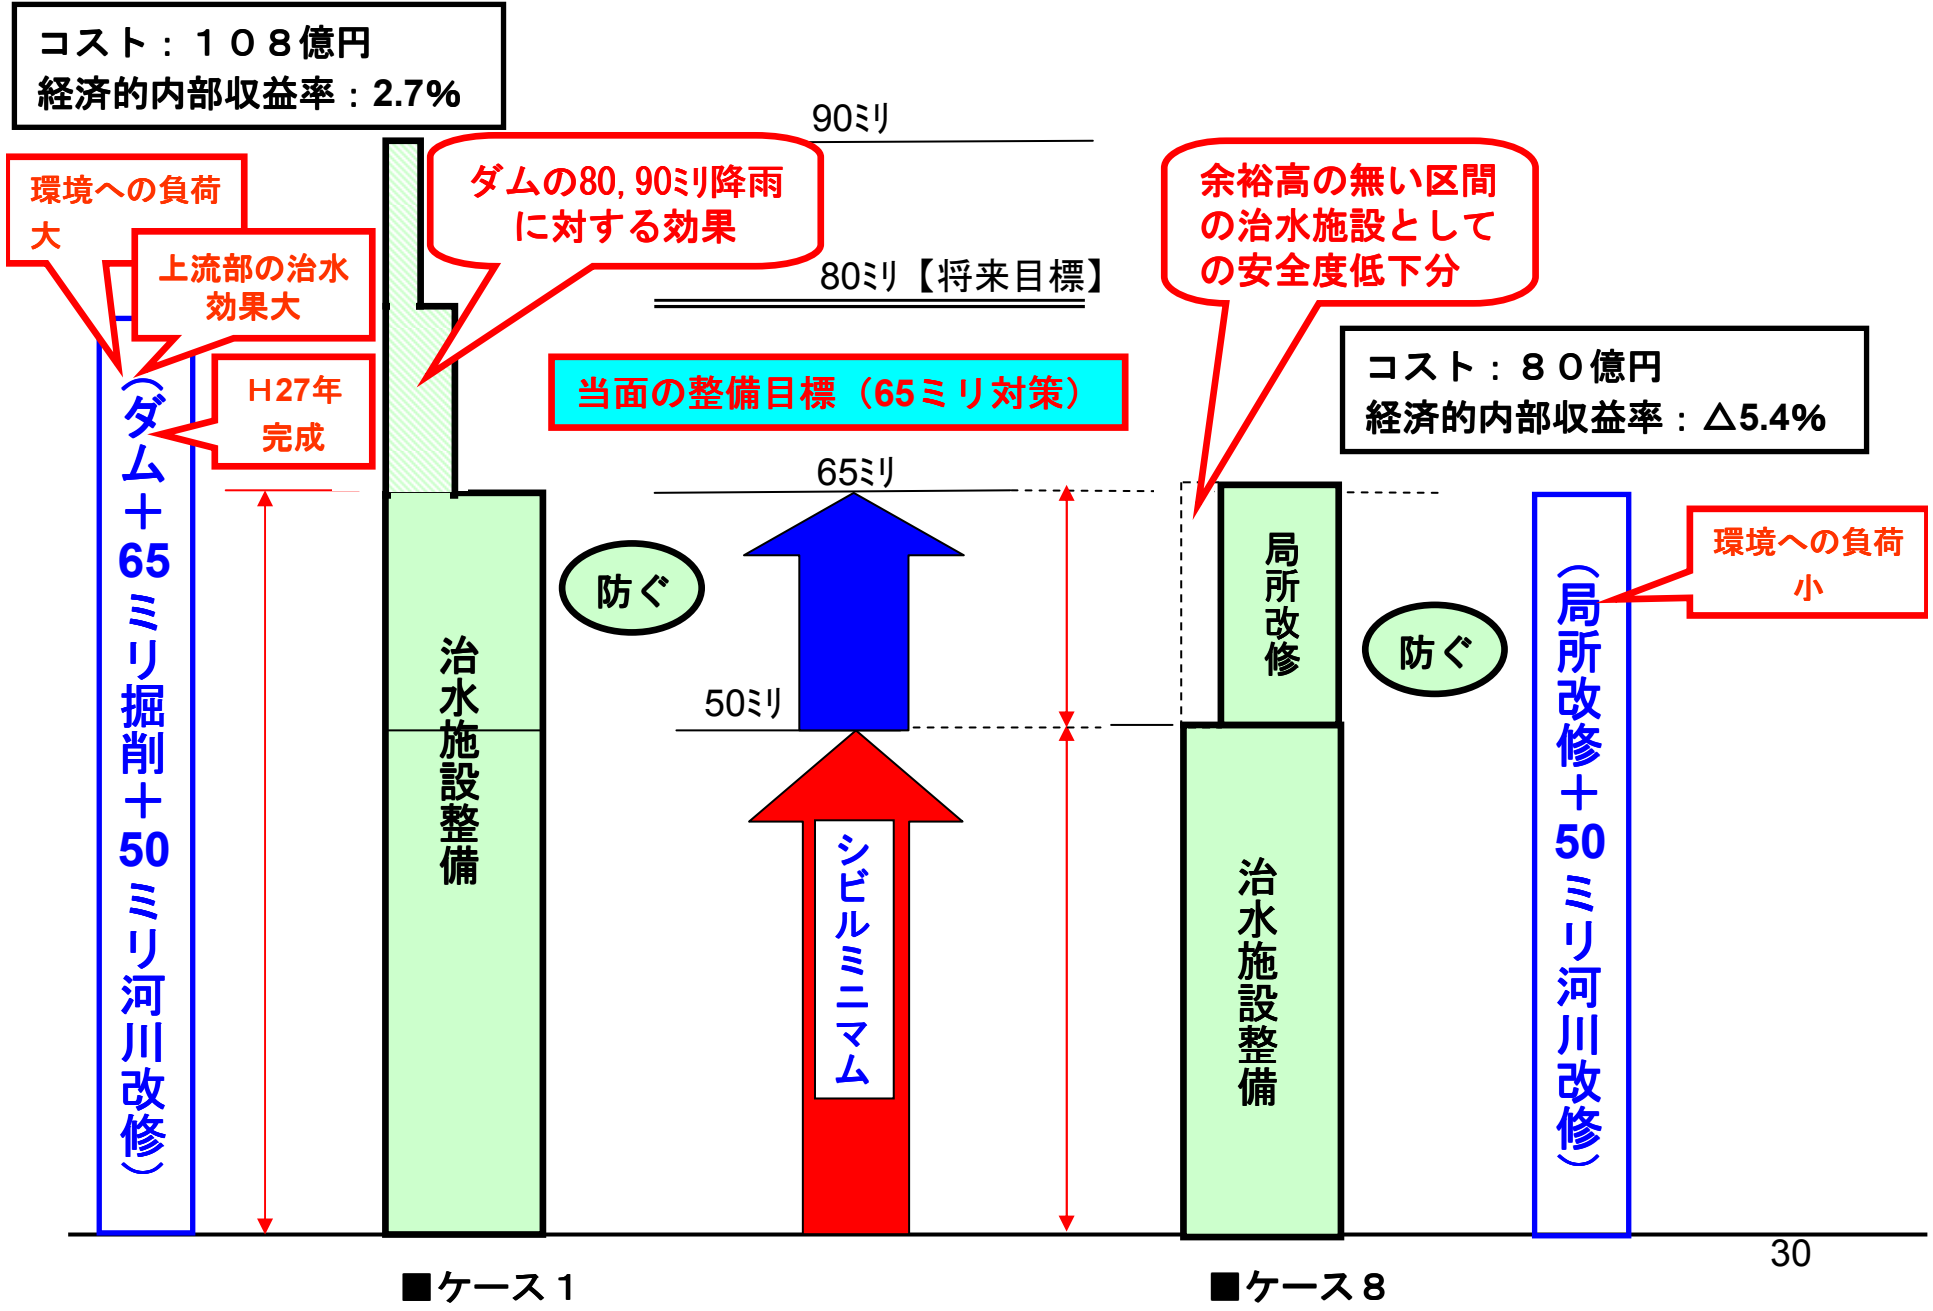 コスト：１０８億円
経済的内部収益率：2.7%
環境への負荷
大
上流部の治水
効果大
Ｈ27年
完成
（ダム＋65ミリ掘削＋50ミリ河川改修）
ダムの80,90ﾐﾘ降雨
に対する効果
治水施設整備
防ぐ
90ﾐﾘ
80ﾐﾘ【将来目標】
当面の整備目標（65ミリ対策）
65ﾐﾘ
50ﾐﾘ
シビルミニマム
余裕高の無い区間
の治水施設として
の安全度低下分
コスト：８０億円
経済的内部収益率：△5.4%
局所改修
治水施設整備
防ぐ
（局所改修＋50ミリ河川改修）
環境への負荷
小
30
■ケース１
■ケース８